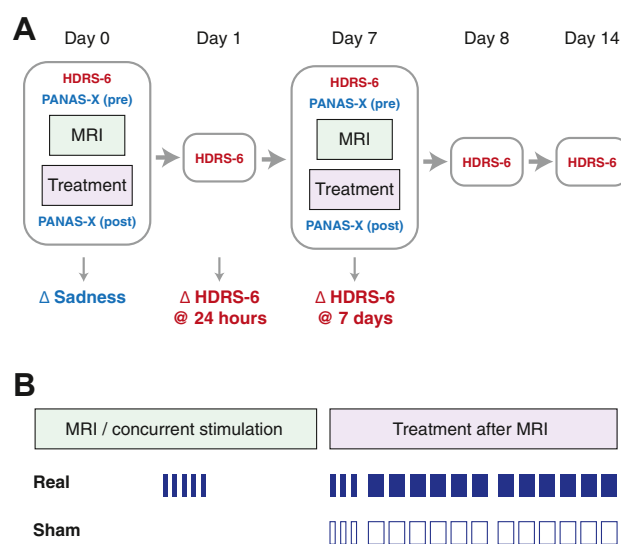 A
Day 0 Day 1 Day 7 Day 8 Day 14
HDRS-6
PANAS-X (pre)
MRI
Treatment
PANAS-X (post)
HDRS-6
HDRS-6
PANAS-X (pre)
MRI
Treatment
PANAS-X (post)
HDRS-6
HDRS-6
Δ Sadness
Δ HDRS-6
@ 24 hours
Δ HDRS-6
@ 7 days
B
MRI / concurrent stimulation
Treatment after MRI
Real
Sham